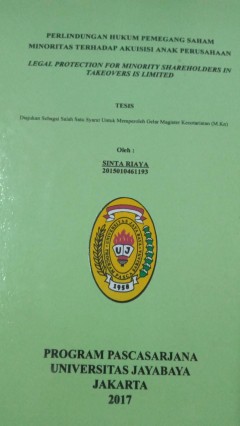 PERLINDUNGAN HUKUM PEMEGANG SAHAM
MINORITAS TERHADAP AKUISISI ANAK PERUSAHAAN
LEGAL PROTECTION FOR MINORITY SHAREHOLDERS IN
TAKEOVERS IS LIMITED
TESIS
Diajukan Sebagai Salah Satu Syarat Untuk Memperoleh Gelar Magister Kenotariatan (M.Kn)
Oleh :
SINTA RIAYA
2015010461193
UJ
1958
PROGRAM PASCASARJANA
UNIVERSITAS JAYABAYA
JAKARTA
2017